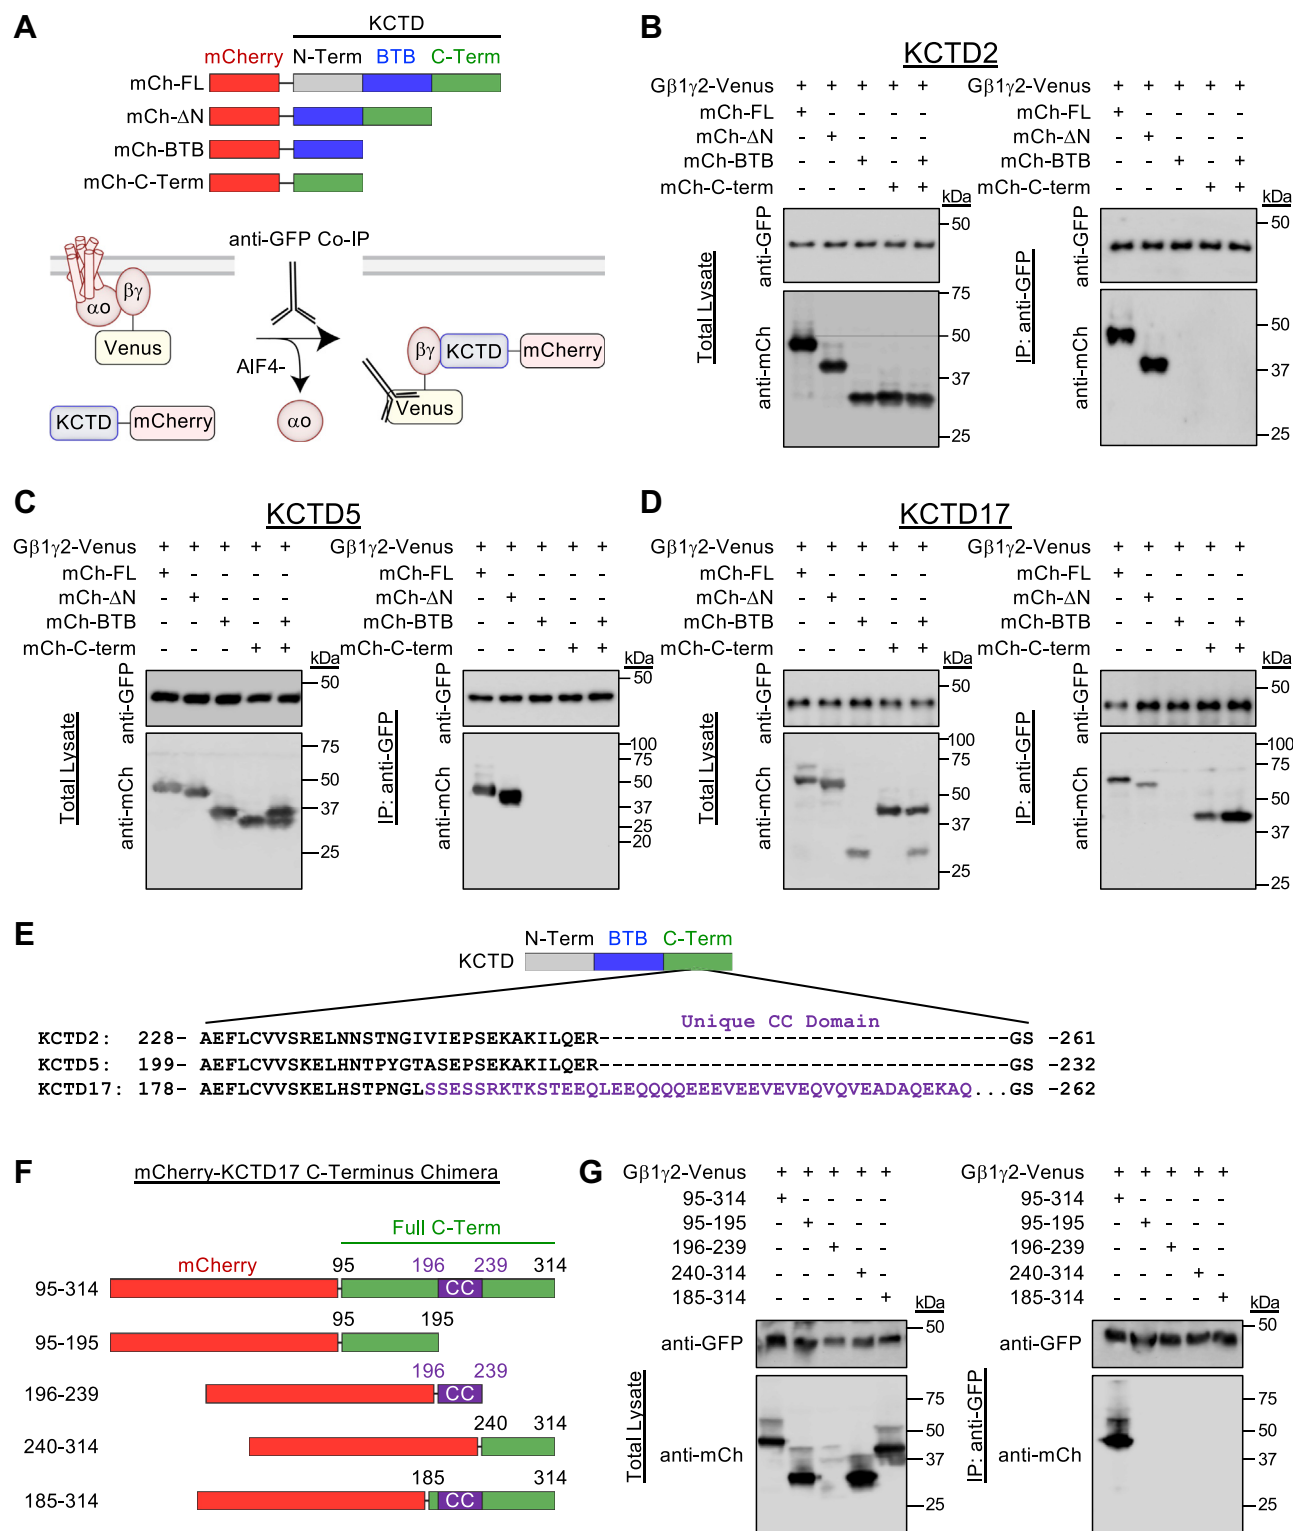 A
KCTD
mCherry N-Term BTB C-Term
mCh-FL
mCh-ΔN
mCh-BTB
mCh-C-Term
anti-GFP Co-IP
αo βγ
Venus
AlF4-
αo
βγ KCTD mCherry
Venus
KCTD mCherry
B
KCTD2
Gβ1γ2-Venus + + + + +
mCh-FL + - - - -
mCh-ΔN - + - - -
mCh-BTB - - + - +
mCh-C-term - - - + +
kDa
Total Lysate
anti-GFP
50
anti-mCh
75
50
37
25
Gβ1γ2-Venus + + + + +
mCh-FL + - - - -
mCh-ΔN - + - - -
mCh-BTB - - + - +
mCh-C-term - - - + +
kDa
IP: anti-GFP
anti-GFP
50
anti-mCh
50
37
25
C
KCTD5
Gβ1γ2-Venus + + + + +
mCh-FL + - - - -
mCh-ΔN - + - - -
mCh-BTB - - + - +
mCh-C-term - - - + +
kDa
Total Lysate
anti-GFP
50
anti-mCh
75
50
37
25
Gβ1γ2-Venus + + + + +
mCh-FL + - - - -
mCh-ΔN - + - - -
mCh-BTB - - + - +
mCh-C-term - - - + +
kDa
IP: anti-GFP
anti-GFP
50
anti-mCh
100
75
50
37
25
20
D
KCTD17
Gβ1γ2-Venus + + + + +
mCh-FL + - - - -
mCh-ΔN - + - - -
mCh-BTB - - + - +
mCh-C-term - - - + +
kDa
Total Lysate
anti-GFP
50
anti-mCh
100
75
50
37
25
Gβ1γ2-Venus + + + + +
mCh-FL + - - - -
mCh-ΔN - + - - -
mCh-BTB - - + - +
mCh-C-term - - - + +
kDa
IP: anti-GFP
anti-GFP
50
anti-mCh
100
75
50
37
25
E
N-Term BTB C-Term
KCTD
Unique CC Domain
KCTD2: 228- AEFLCVVSRELNNSTNGIVIEPSEKAKILQER------------------------------GS -261
KCTD5: 199- AEFLCVVSKELHNTPYGTASEPSEKAKILQER------------------------------GS -232
KCTD17: 178- AEFLCVVSKELHSTPNGLSSESSRKTKSTEEQLEEQQQQEEEVEEVEVEQVQVEADAQEKAQ...GS -262
F
mCherry-KCTD17 C-Terminus Chimera
Full C-Term
mCherry 95 196 239 314
95-314 CC
95 195
95-195
196 239
196-239 CC
240 314
240-314
185 314
185-314 CC
G
Gβ1γ2-Venus + + + + +
95-314 + - - - -
95-195 - + - - -
196-239 - - + - -
240-314 - - - + -
185-314 - - - - +
kDa
Total Lysate
anti-GFP
50
anti-mCh
75
50
37
25
Gβ1γ2-Venus + + + + +
95-314 + - - - -
95-195 - + - - -
196-239 - - + - -
240-314 - - - + -
185-314 - - - - +
kDa
IP: anti-GFP
anti-GFP
50
anti-mCh
75
50
37
25